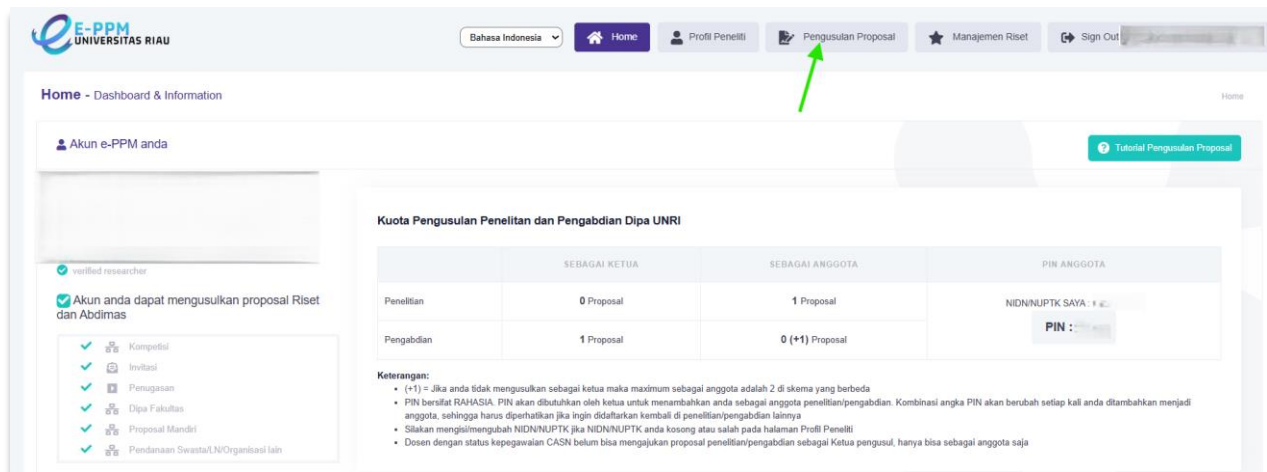 E-PPM
UNIVERSITAS RIAU
Bahasa Indonesia
Home
Profil Peneliti
Pengusulan Proposal
Manajemen Riset
Sign Out
Home - Dashboard & Information
Home
Akun e-PPM anda
Tutorial Pengusulan Proposal
verified researcher
Akun anda dapat mengusulkan proposal Riset
dan Abdimas
Kompetisi
Invitasi
Penugasan
Dipa Fakultas
Proposal Mandiri
Pendanaan Swasta/LN/Organisasi lain
Kuota Pengusulan Penelitan dan Pengabdian Dipa UNRI
SEBAGAI KETUA SEBAGAI ANGGOTA PIN ANGGOTA
Penelitian 0 Proposal 1 Proposal NIDN/NUPTK SAYA :
PIN :
Pengabdian 1 Proposal 0 (+1) Proposal
Keterangan:
• (+1) = Jika anda tidak mengusulkan sebagai ketua maka maximum sebagai anggota adalah 2 di skema yang berbeda
• PIN bersifat RAHASIA. PIN akan dibutuhkan oleh ketua untuk menambahkan anda sebagai anggota penelitian/pengabdian. Kombinasi angka PIN akan berubah setiap kali anda ditambahkan menjadi
anggota, sehingga harus diperhatikan jika ingin didaftarkan kembali di penelitian/pengabdian lainnya
• Silakan mengisi/mengubah NIDN/NUPTK jika NIDN/NUPTK anda kosong atau salah pada halaman Profil Peneliti
• Dosen dengan status kepegawaian CASN belum bisa mengajukan proposal penelitian/pengabdian sebagai Ketua pengusul, hanya bisa sebagai anggota saja